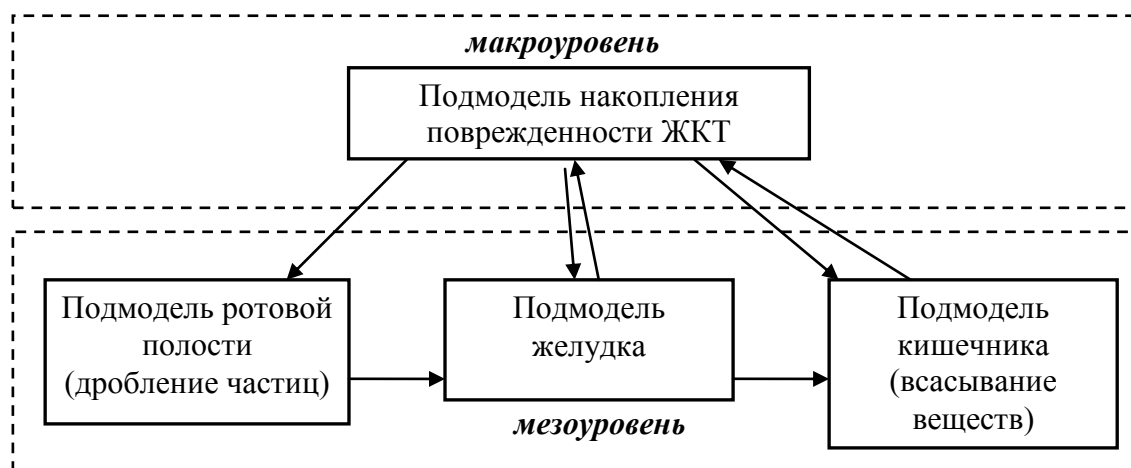 макроуровень
Подмодель накопления
поврежденности ЖКТ
Подмодель ротовой
полости
(дробление частиц)
Подмодель
желудка
Подмодель
кишечника
(всасывание
веществ)
мезоуровень